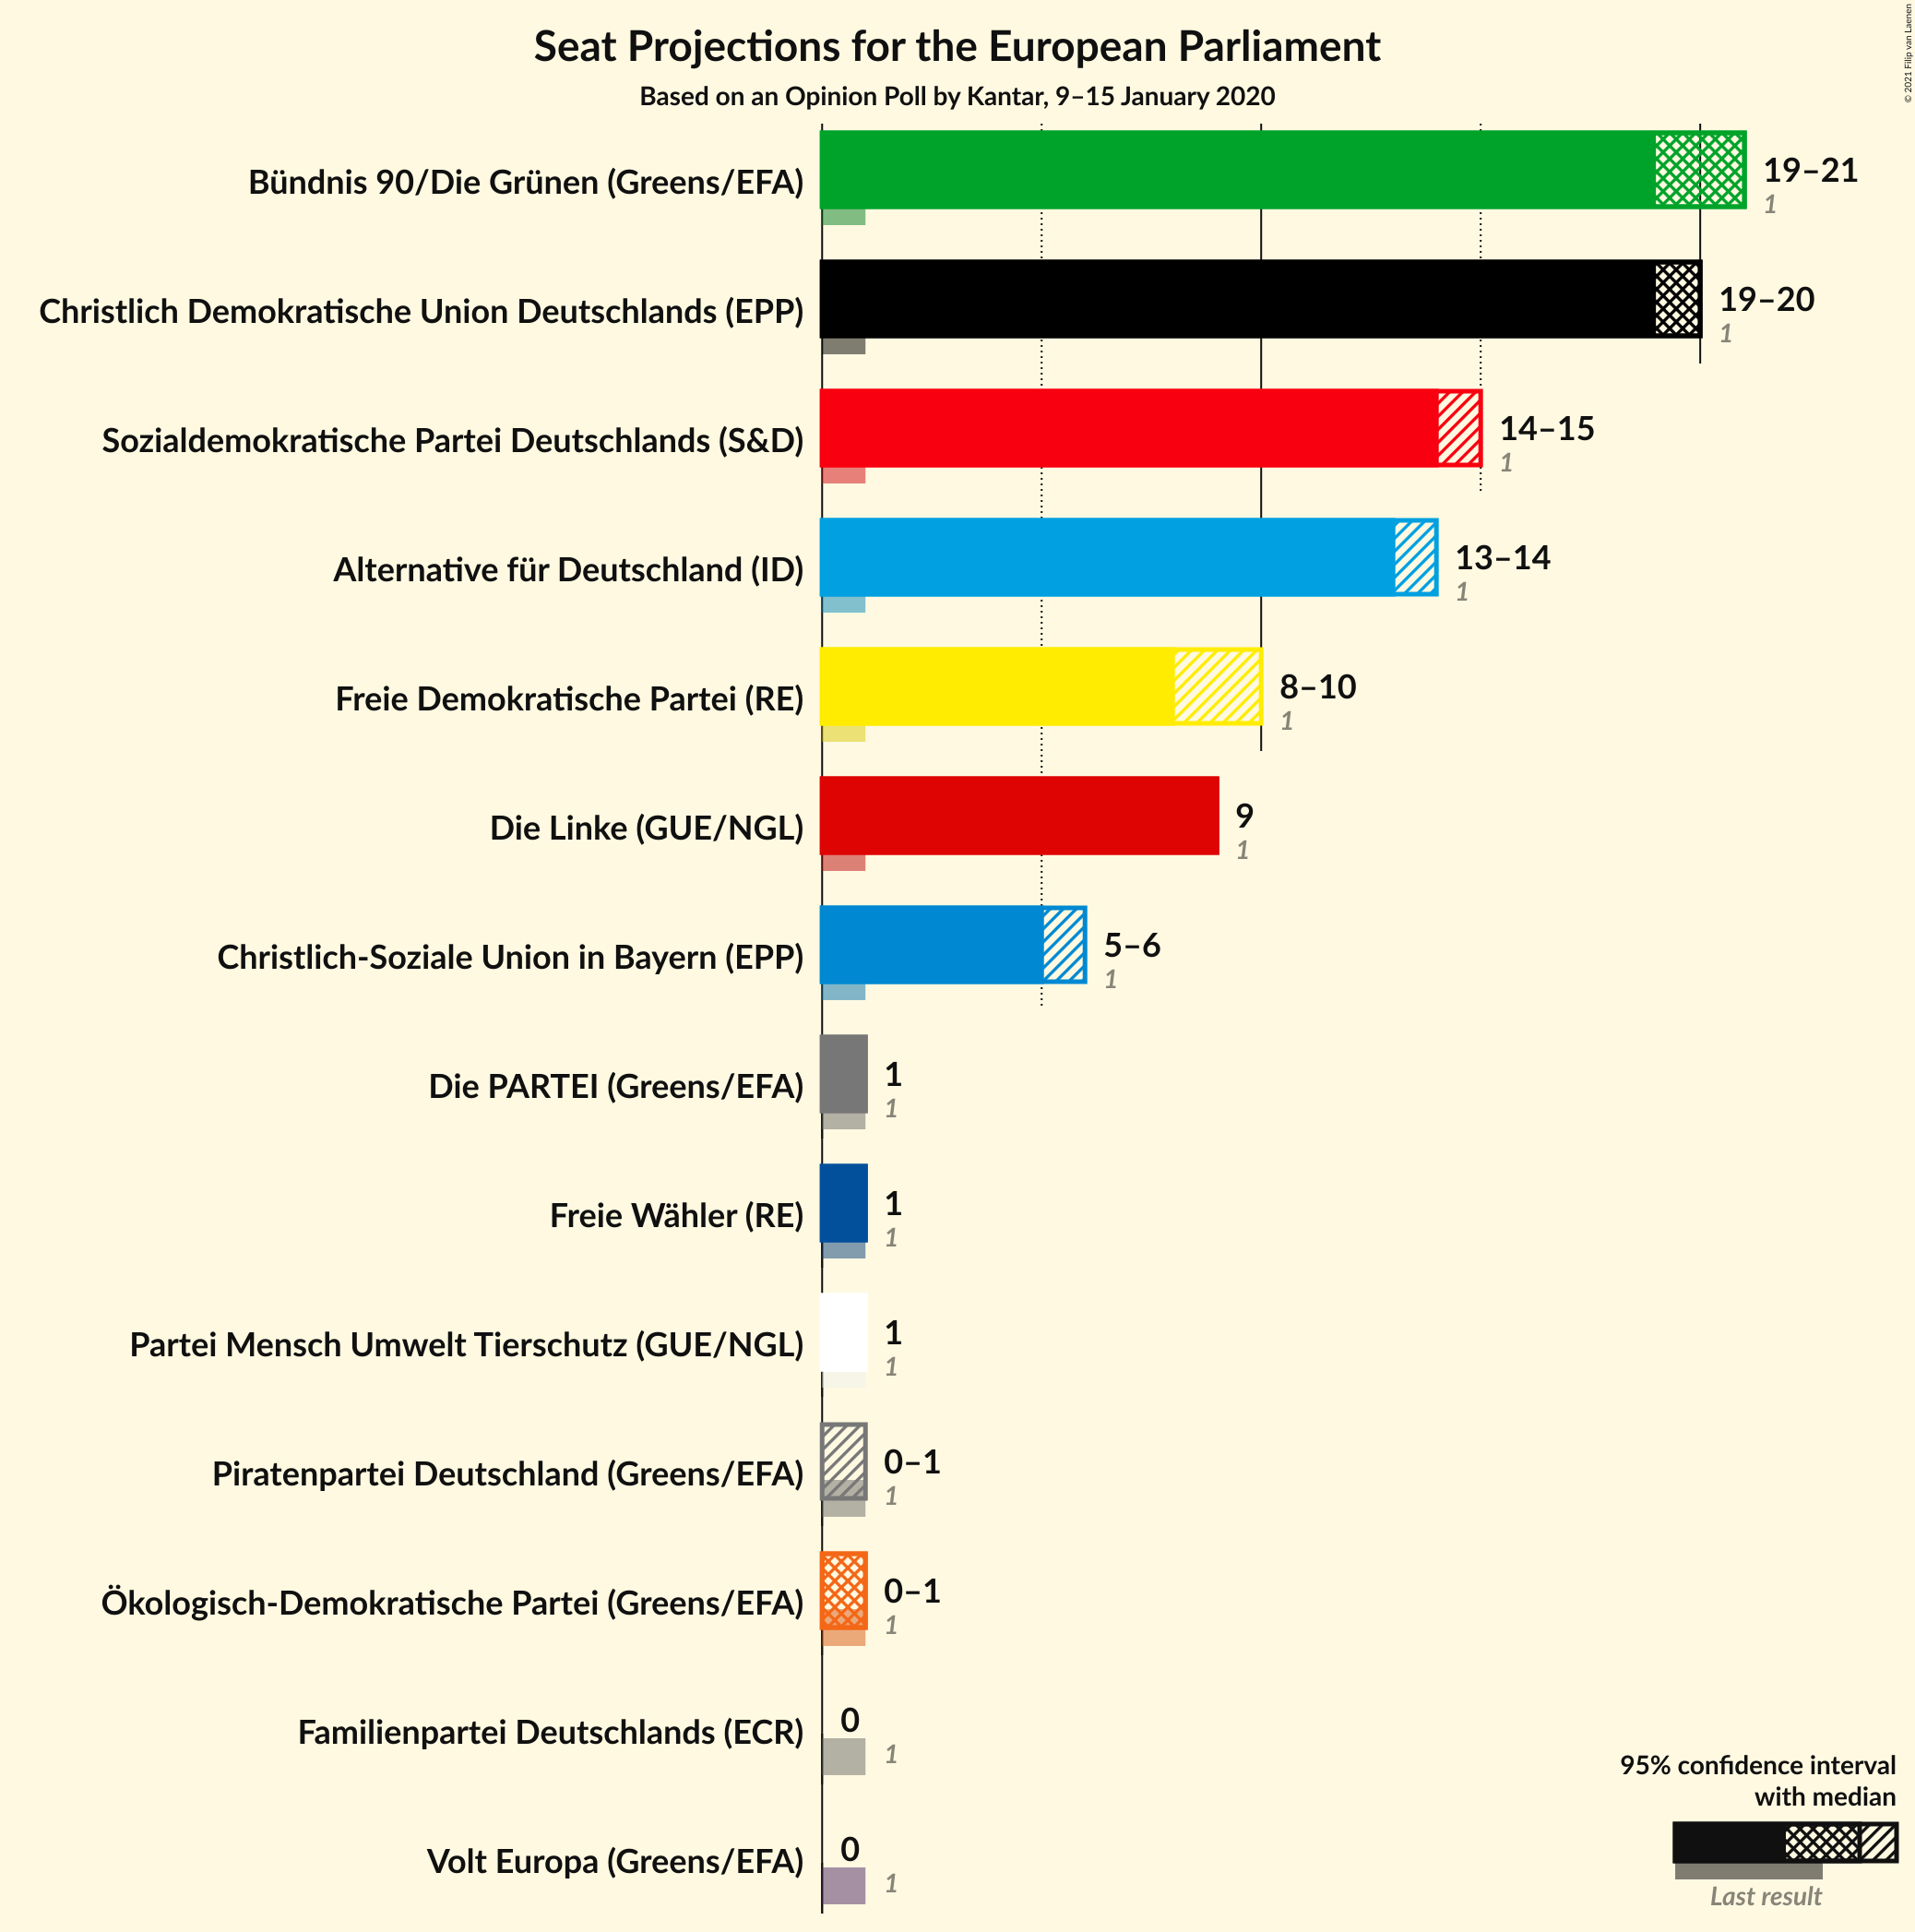 Seat Projections for the European Parliament
Based on an Opinion Poll by Kantar, 9–15 January 2020
© 2021 Filip van Laenen
Bündnis 90/Die Grünen (Greens/EFA)
19–21
1
Christlich Demokratische Union Deutschlands (EPP)
19–20
1
Sozialdemokratische Partei Deutschlands (S&D)
14–15
1
Alternative für Deutschland (ID)
13–14
1
Freie Demokratische Partei (RE)
8–10
1
Die Linke (GUE/NGL)
9
1
Christlich-Soziale Union in Bayern (EPP)
5–6
1
Die PARTEI (Greens/EFA)
1
1
Freie Wähler (RE)
1
1
Partei Mensch Umwelt Tierschutz (GUE/NGL)
1
1
Piratenpartei Deutschland (Greens/EFA)
0–1
1
Ökologisch-Demokratische Partei (Greens/EFA)
0–1
1
Familienpartei Deutschlands (ECR)
0
1
Volt Europa (Greens/EFA)
0
1
95% confidence interval
with median
Last result